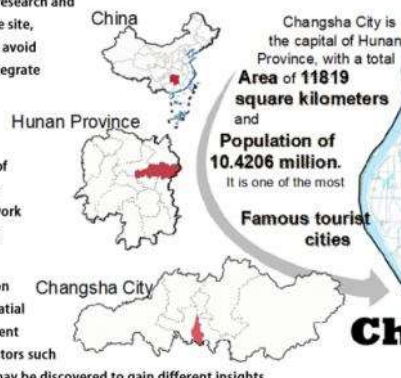 research and
e site,
avoid
egrate
of
work
on
atial
ent
ctors such
may be discovered to gain different insights
China
Hunan Province
Changsha City
Changsha City is
the capital of Hunan
Province, with a total
Area of 11819
square kilometers
and
Population of
10.4206 million.
It is one of the most
Famous tourist
cities
Ch